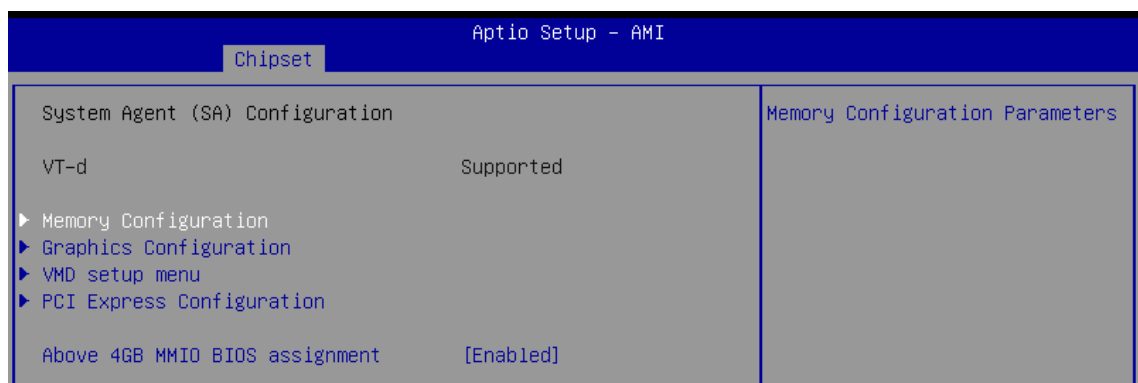 Aptio Setup – AMI
Chipset
System Agent (SA) Configuration
Memory Configuration Parameters
VT-d Supported
Memory Configuration
Graphics Configuration
VMD setup menu
PCI Express Configuration
Above 4GB MMIO BIOS assignment [Enabled]